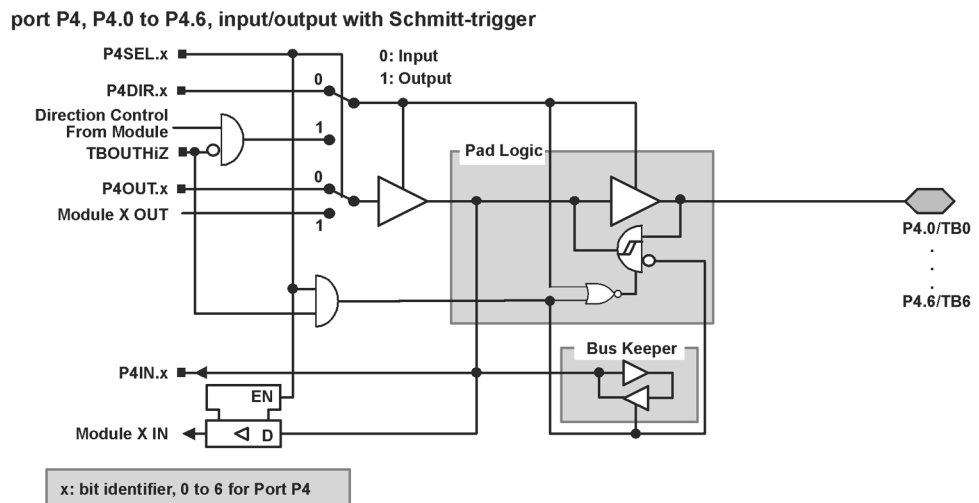 port P4, P4.0 to P4.6, input/output with Schmitt-trigger
P4SEL.x
0: Input
1: Output
P4DIR.x
0
Direction Control
From Module
1
TBOUTHiZ
Pad Logic
P4OUT.x
0
Module X OUT
1
P4.0/TB0
.
.
.
P4.6/TB6
Bus Keeper
P4IN.x
EN
Module X IN
D
x: bit identifier, 0 to 6 for Port P4